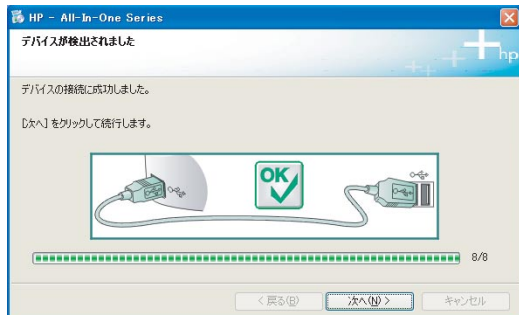 HP - All-In-One Series
デバイスが検出されました
hp
デバイスの接続に成功しました。
[次へ] をクリックして続行します。
OK
8/8
< 戻る(B)
次へ(N) >
キャンセル